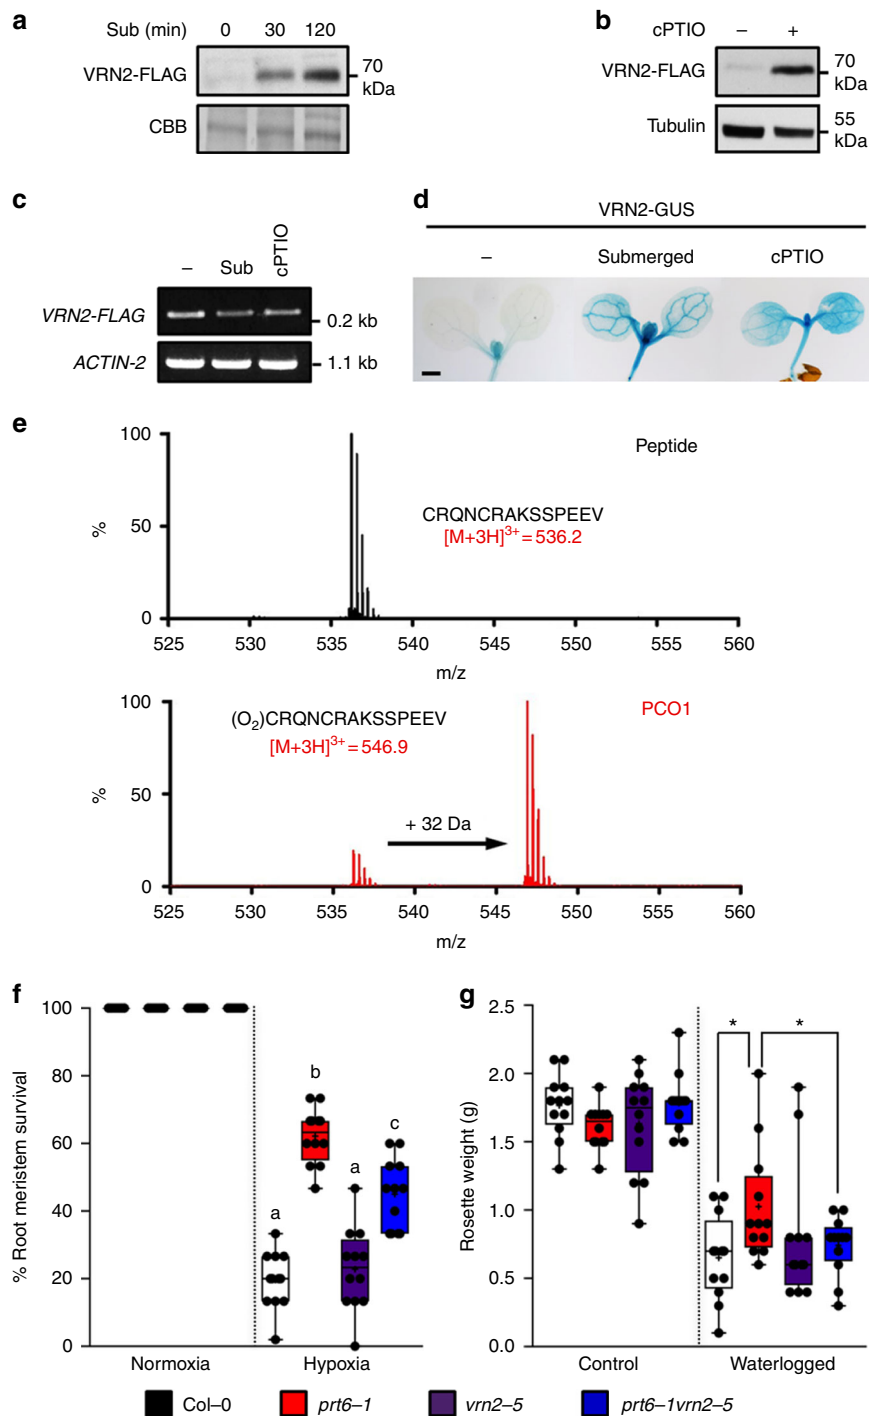 a
Sub (min) 0 30 120
VRN2-FLAG
70
kDa
CBB
b
cPTIO – +
VRN2-FLAG
70
kDa
Tubulin
55
kDa
c
– Sub cPTIO
VRN2-FLAG
0.2 kb
ACTIN-2
1.1 kb
d
VRN2-GUS
– Submerged cPTIO
e
100
50
0
%
Peptide
CRQNCRAKSSPEEV
[M+3H]3+ = 536.2
525 530 535 540 545 550 555 560
m/z
100
50
0
%
PCO1
(O2)CRQNCRAKSSPEEV
[M+3H]3+ = 546.9
+ 32 Da
525 530 535 540 545 550 555 560
m/z
f
% Root meristem survival
100
80
60
40
20
0
a
b
a
c
Normoxia Hypoxia
g
Rosette weight (g)
2.5
2.0
1.5
1.0
0.5
0.0
* *
Control Waterlogged
Col–0 prt6–1 vrn2–5 prt6–1vrn2–5